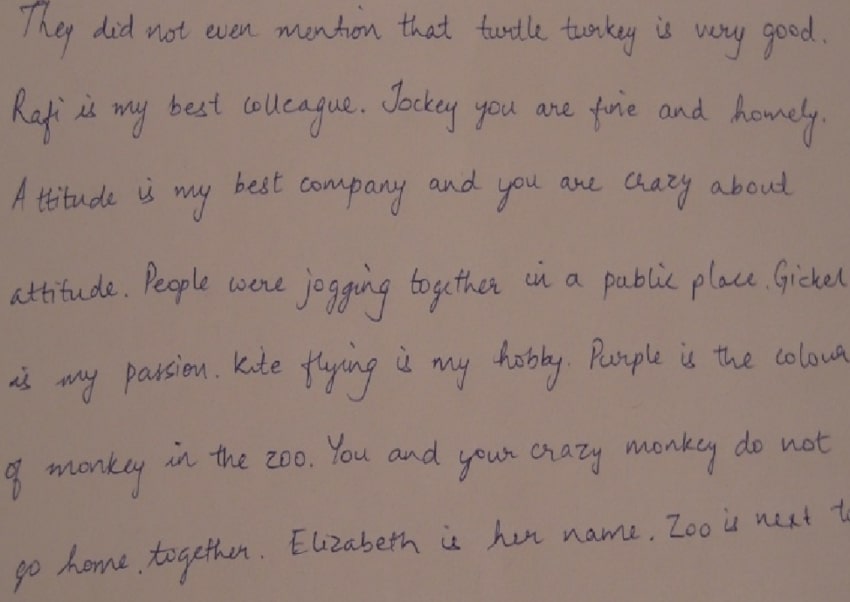 They did not even mention that turtle turkey is very good.
Rafi is my best colleague. Jockey you are fine and homely.
Attitude is my best company and you are crazy about
attitude. People were jogging together in a public place. Gickel
is my passion. Kite flying is my hobby. Purple is the colour
of monkey in the zoo. You and your crazy monkey do not
go home together. Elizabeth is her name. Zoo is next to